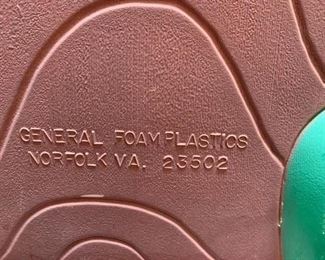 GENERAL FOAM PLASTICS
NORFOLK VA. 23502